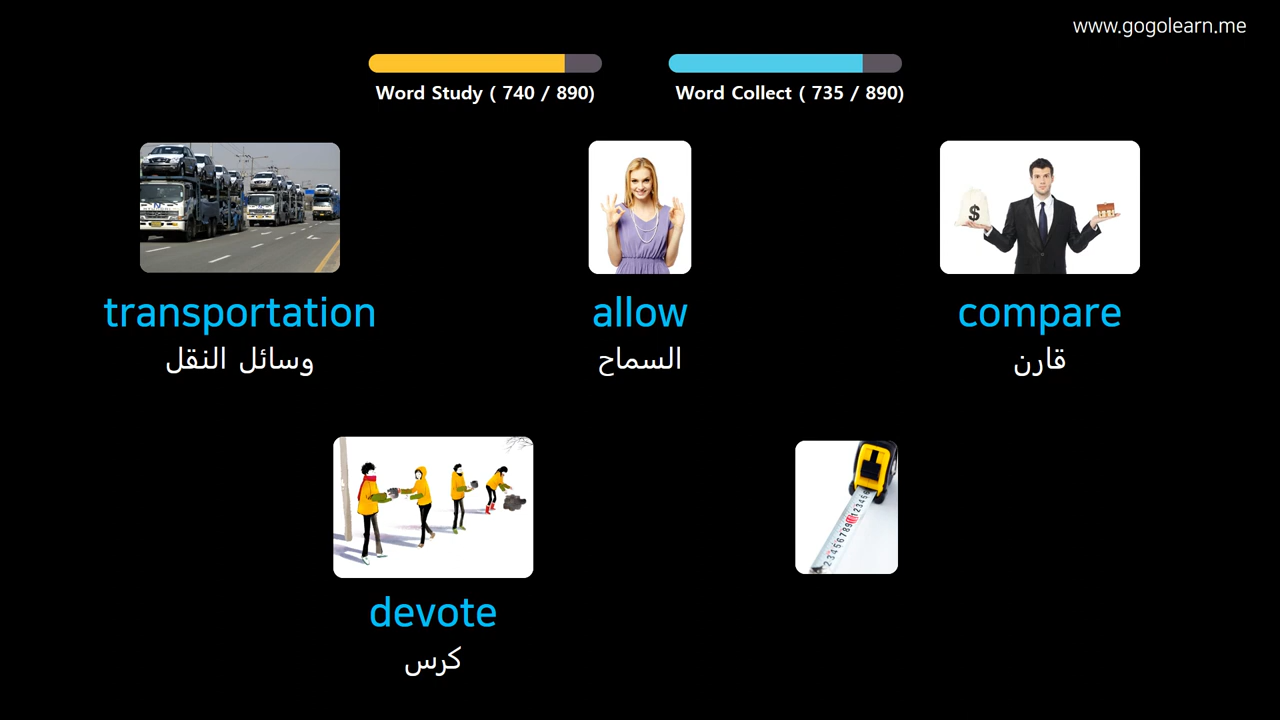 www.gogolearn.me
Word Study ( 740 / 890)
Word Collect ( 735 / 890)
transportation
وسائل النقل
allow
السماح
compare
قارن
devote
كرس